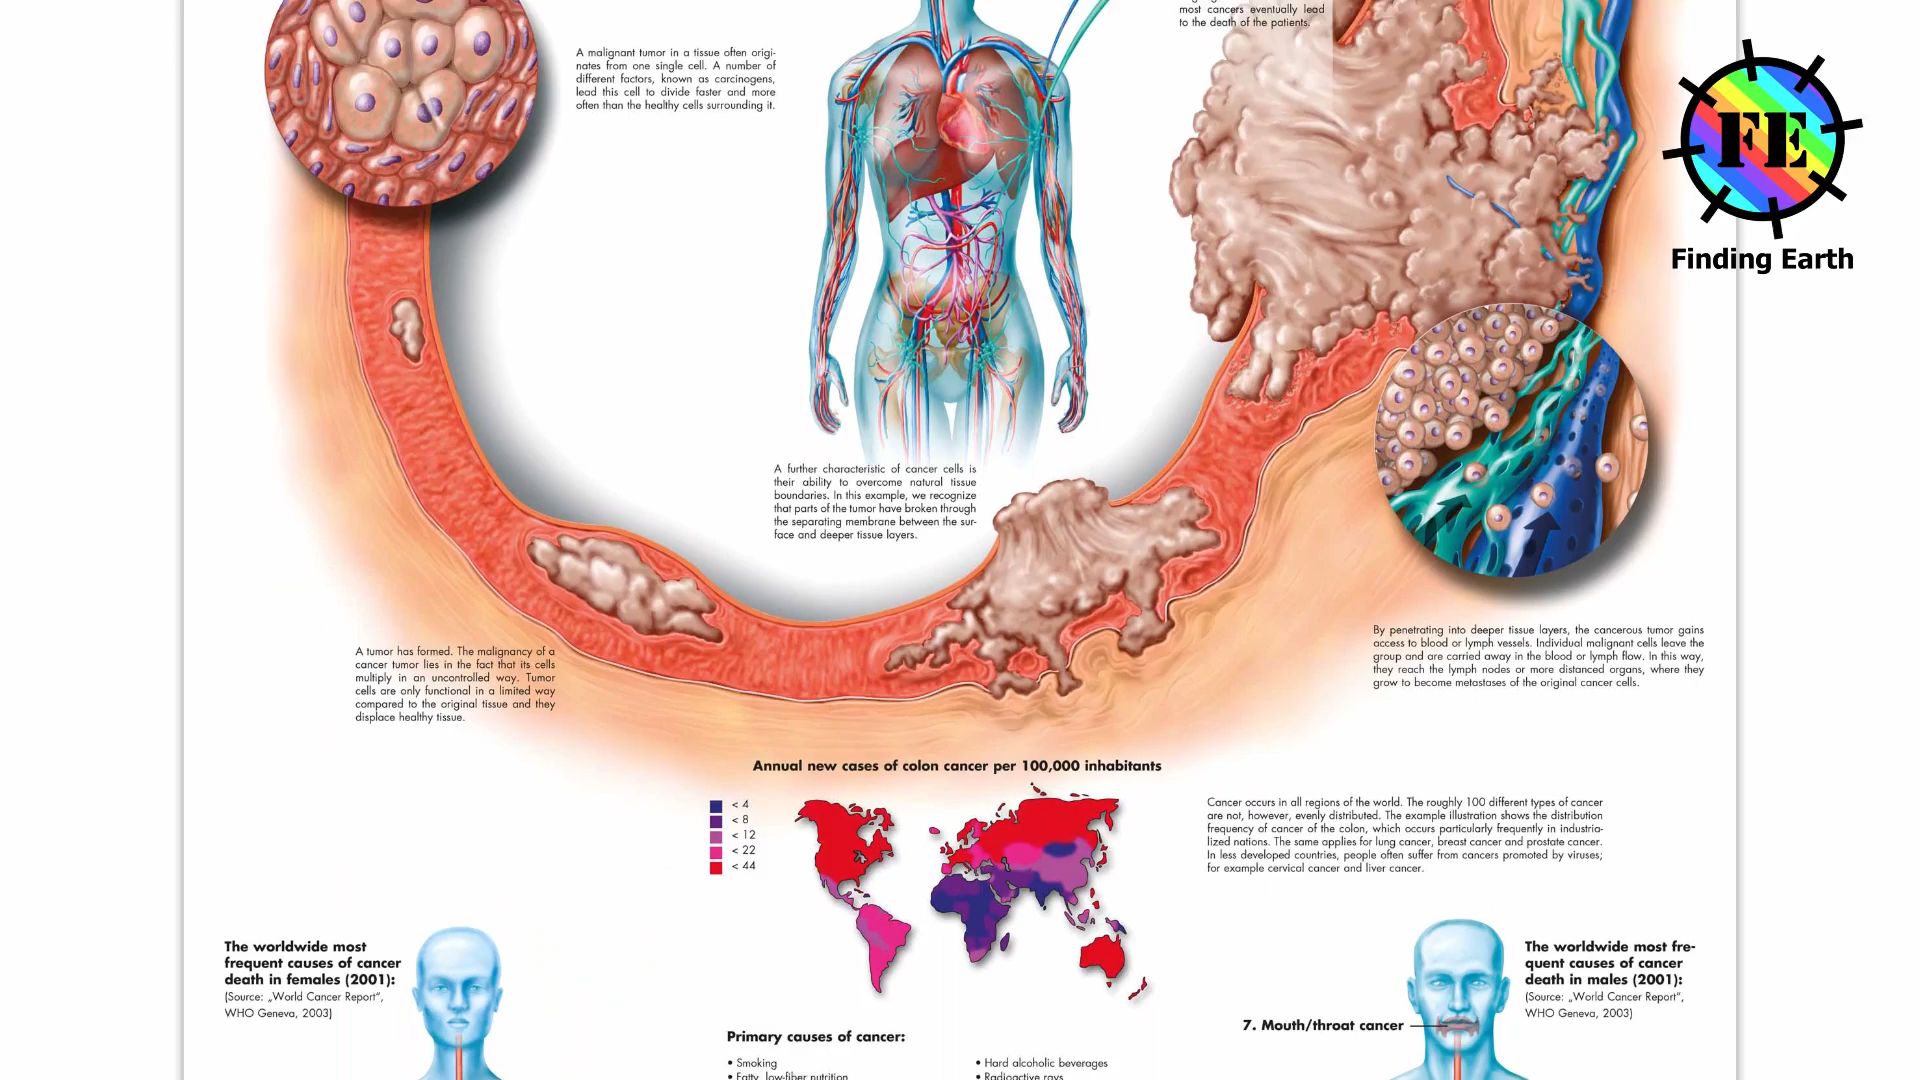 most cancers eventually lead
to the death of the patients.
A malignant tumor in a tissue often origi-
nates from one single cell. A number of
different factors, known as carcinogens,
lead this cell to divide faster and more
often than the healthy cells surrounding it.
FE
Finding Earth
A further characteristic of cancer cells is
their ability to overcome natural tissue
boundaries. In this example, we recognize
that parts of the tumor have broken through
the separating membrane between the sur-
face and deeper tissue layers.
A tumor has formed. The malignancy of a
cancer tumor lies in the fact that its cells
multiply in an uncontrolled way. Tumor
cells are only functional in a limited way
compared to the original tissue and they
displace healthy tissue.
By penetrating into deeper tissue layers, the cancerous tumor gains
access to blood or lymph vessels. Individual malignant cells leave the
group and are carried away in the blood or lymph flow. In this way,
they reach the lymph nodes or more distanced organs, where they
grow to become metastases of the original cancer cells.
Annual new cases of colon cancer per 100,000 inhabitants
< 4
< 8
< 12
< 22
< 44
Cancer occurs in all regions of the world. The roughly 100 different types of cancer
are not, however, evenly distributed. The example illustration shows the distribution
frequency of cancer of the colon, which occurs particularly frequently in industria-
lized nations. The same applies for lung cancer, breast cancer and prostate cancer.
In less developed countries, people often suffer from cancers promoted by viruses;
for example cervical cancer and liver cancer.
The worldwide most
frequent causes of cancer
death in females (2001):
(Source: „World Cancer Report“,
WHO Geneva, 2003)
The worldwide most fre-
quent causes of cancer
death in males (2001):
(Source: „World Cancer Report“,
WHO Geneva, 2003)
7. Mouth/throat cancer
Primary causes of cancer:
• Smoking
• Fatty, low-fiber nutrition
• Hard alcoholic beverages
• Radioactive rays